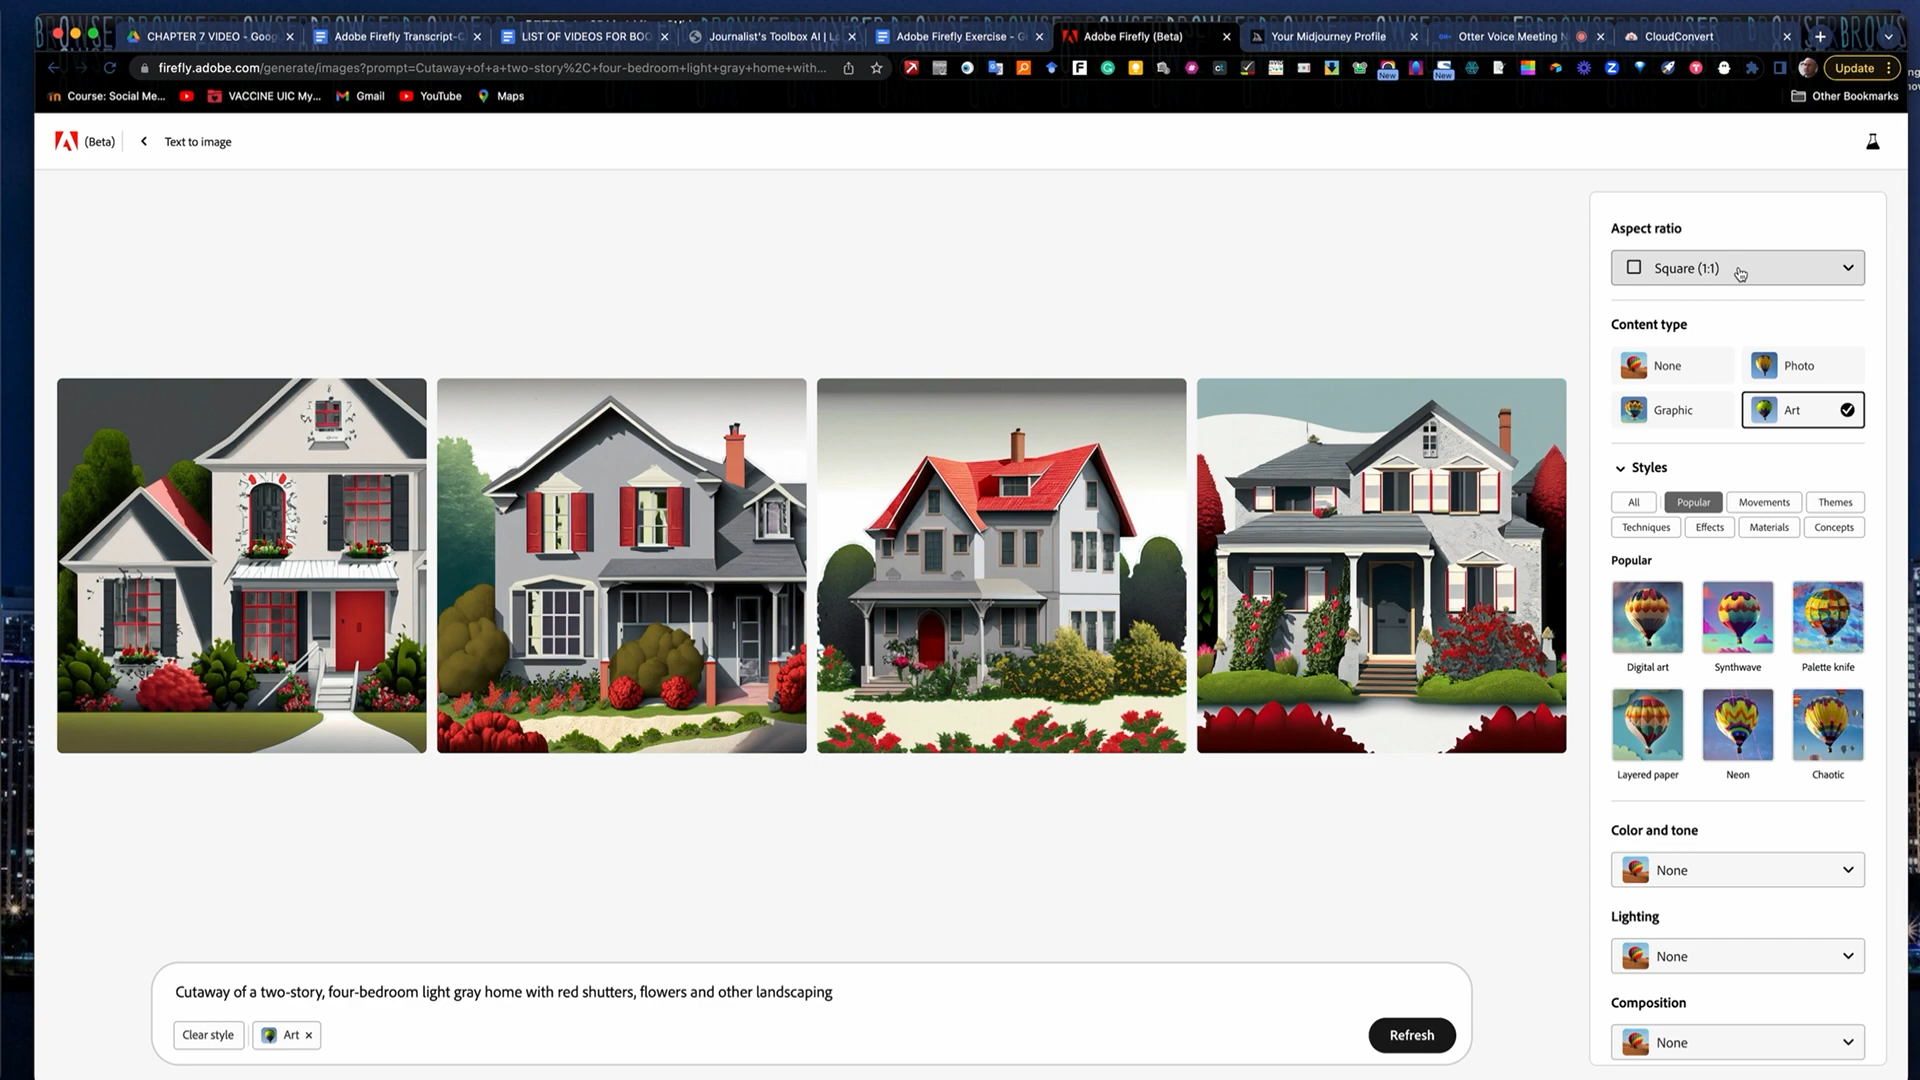 CHAPTER 7 VIDEO - Goog
Adobe Firefly Transcript-C
LIST OF VIDEOS FOR BOO
Journalist's Toolbox AI | L
Adobe Firefly Exercise - G
Adobe Firefly (Beta)
Your Midjourney Profile
Otter Voice Meeting N
CloudConvert
firefly.adobe.com/generate/images?prompt=Cutaway+of+a+two-story%2C+four-bedroom+light+gray+home+with...
New
New
Update
Course: Social Me...
VACCINE UIC My...
Gmail
YouTube
Maps
Other Bookmarks
(Beta)
Text to image
Aspect ratio
Square (1:1)
Content type
None
Photo
Graphic
Art
Styles
All
Popular
Movements
Themes
Techniques
Effects
Materials
Concepts
Popular
Digital art
Synthwave
Palette knife
Layered paper
Neon
Chaotic
Color and tone
None
Lighting
None
Composition
None
Cutaway of a two-story, four-bedroom light gray home with red shutters, flowers and other landscaping
Clear style
Art
Refresh